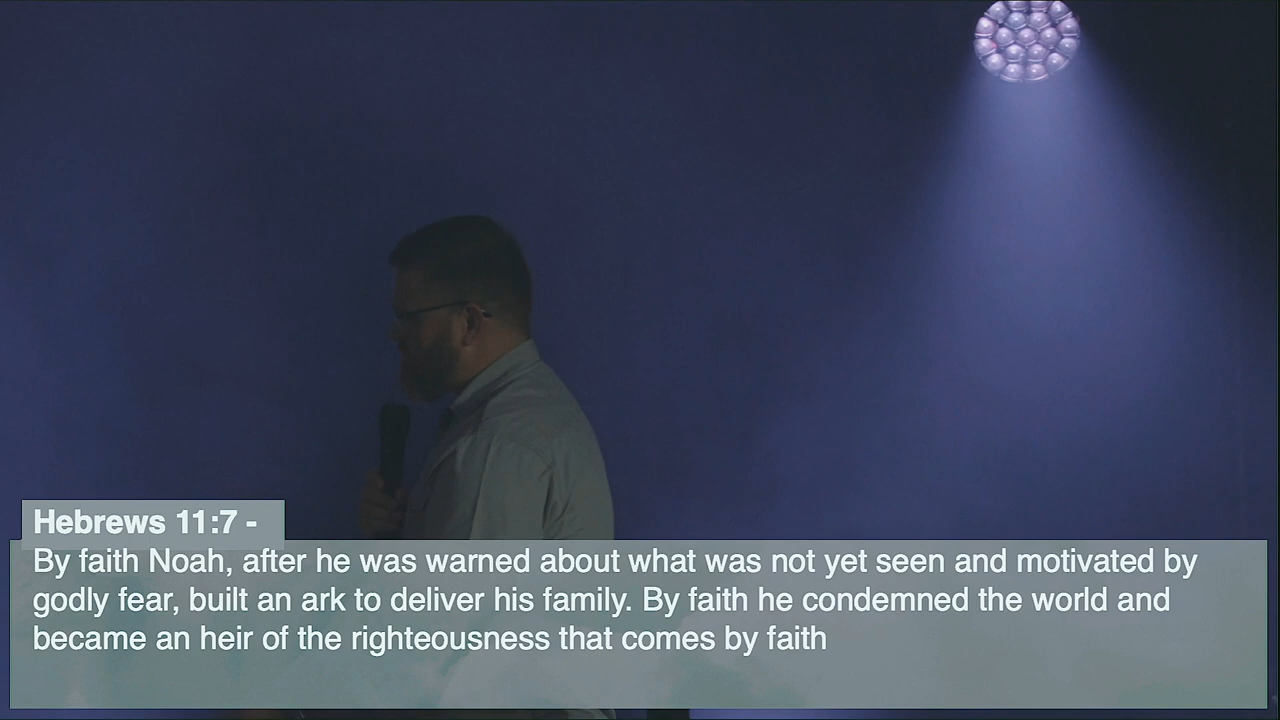 Hebrews 11:7 -
By faith Noah, after he was warned about what was not yet seen and motivated by
godly fear, built an ark to deliver his family. By faith he condemned the world and
became an heir of the righteousness that comes by faith